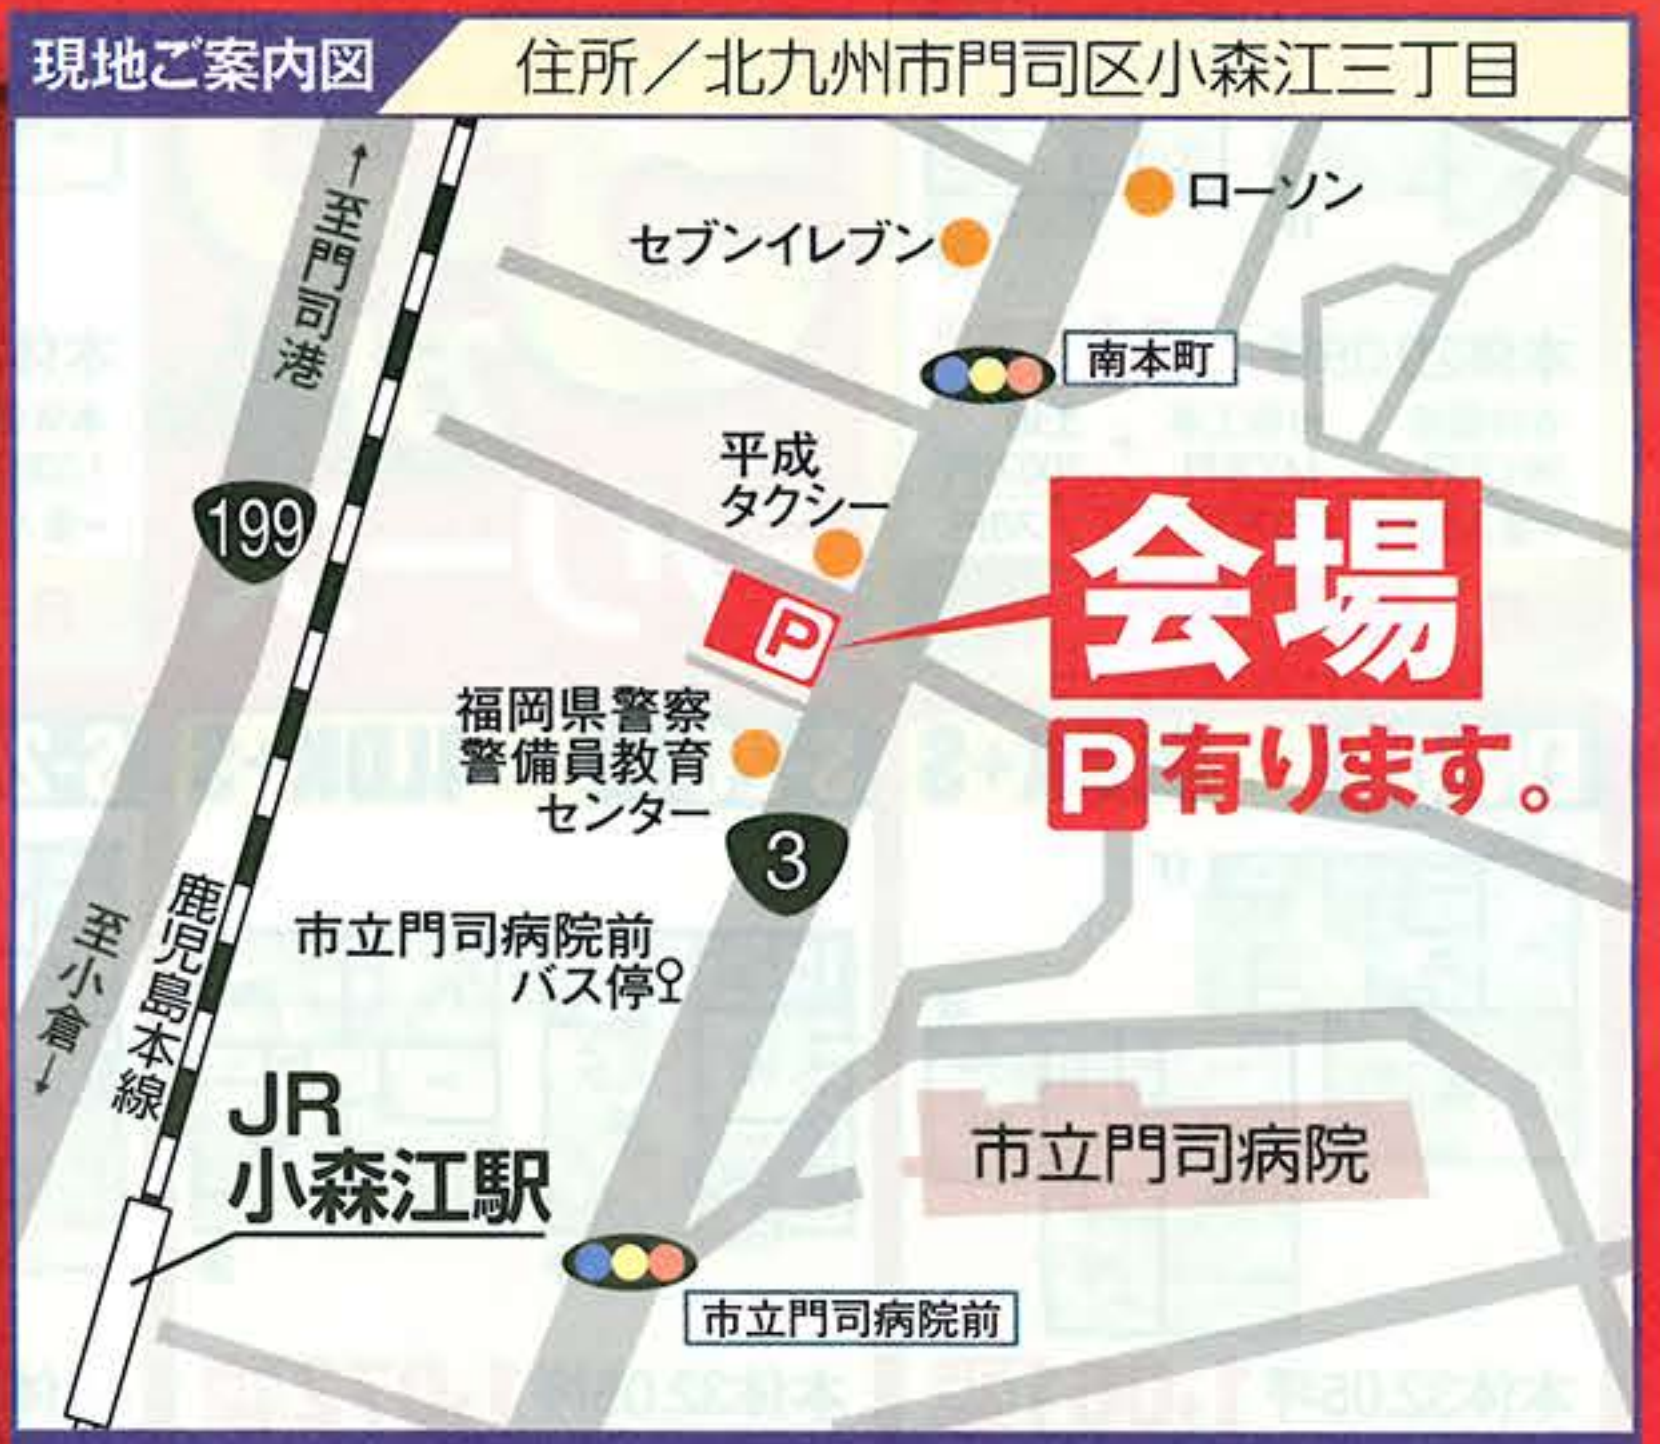 現地ご案内図
住所／北九州市門司区小森江三丁目
←至門司港
ローソン
セブンイレブン
南本町
平成
タクシー
199
会場
P
P有ります。
福岡県警察
警備員教育
センター
3
市立門司病院前
バス停
至小倉→
鹿児島本線
JR
小森江駅
市立門司病院
市立門司病院前